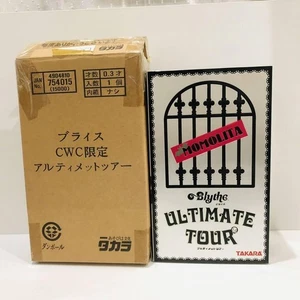 4904810
754015
(15000)
才数 0.3才
入数 1個
内箱 ナシ
ブライス
CWC限定
アルティメットツアー
ダンボール
タカラ
MOMOLITA
Blythe
ULTIMATE
TOUR
TAKARA